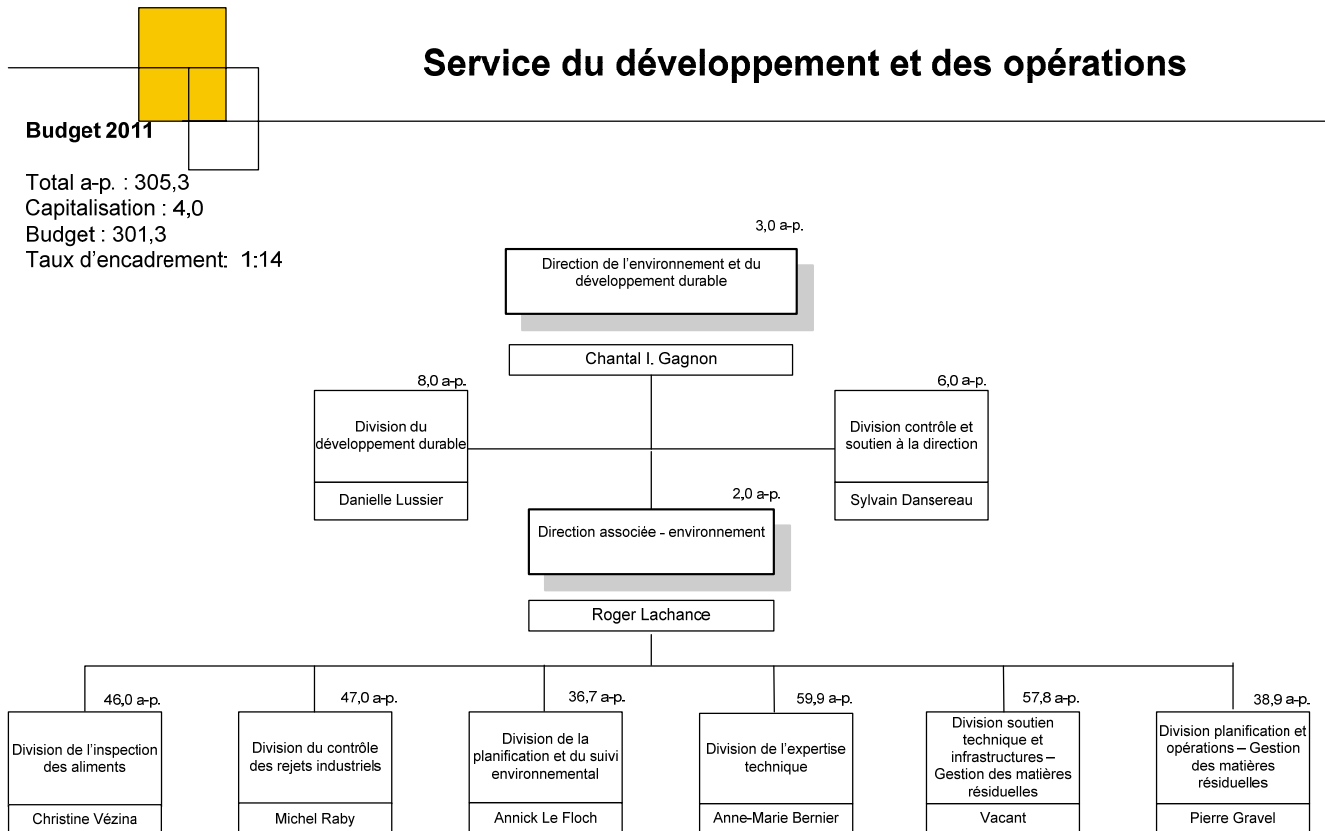 Service du développement et des opérations
Budget 2011
Total a-p. : 305,3
Capitalisation : 4,0
Budget : 301,3
Taux d'encadrement: 1:14
3,0 a-p.
Direction de l'environnement et du
développement durable
Chantal I. Gagnon
8,0 a-p.
Division du
développement durable
Danielle Lussier
6,0 a-p.
Division contrôle et
soutien à la direction
Sylvain Dansereau
2,0 a-p.
Direction associée - environnement
Roger Lachance
46,0 a-p.
Division de l'inspection
des aliments
Christine Vézina
47,0 a-p.
Division du contrôle
des rejets industriels
Michel Raby
36,7 a-p.
Division de la
planification et du suivi
environnemental
Annick Le Floch
59,9 a-p.
Division de l'expertise
technique
Anne-Marie Bernier
57,8 a-p.
Division soutien
technique et
infrastructures –
Gestion des matières
résiduelles
Vacant
38,9 a-p.
Division planification et
opérations – Gestion
des matières
résiduelles
Pierre Gravel